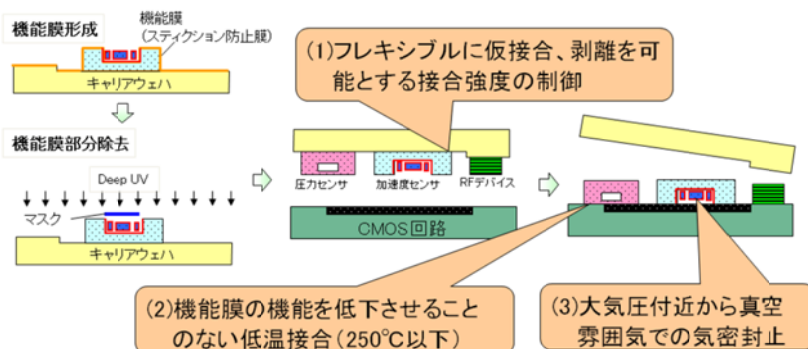 機能膜形成
機能膜
(スティクション防止膜)
キャリアウェハ
機能膜部分除去
Deep UV
マスク
キャリアウェハ
(1)フレキシブルに仮接合、剥離を可
能とする接合強度の制御
圧力センサ
加速度センサ
RFデバイス
CMOS回路
(2)機能膜の機能を低下させること
のない低温接合(250℃以下)
(3)大気圧付近から真空
雰囲気での気密封止